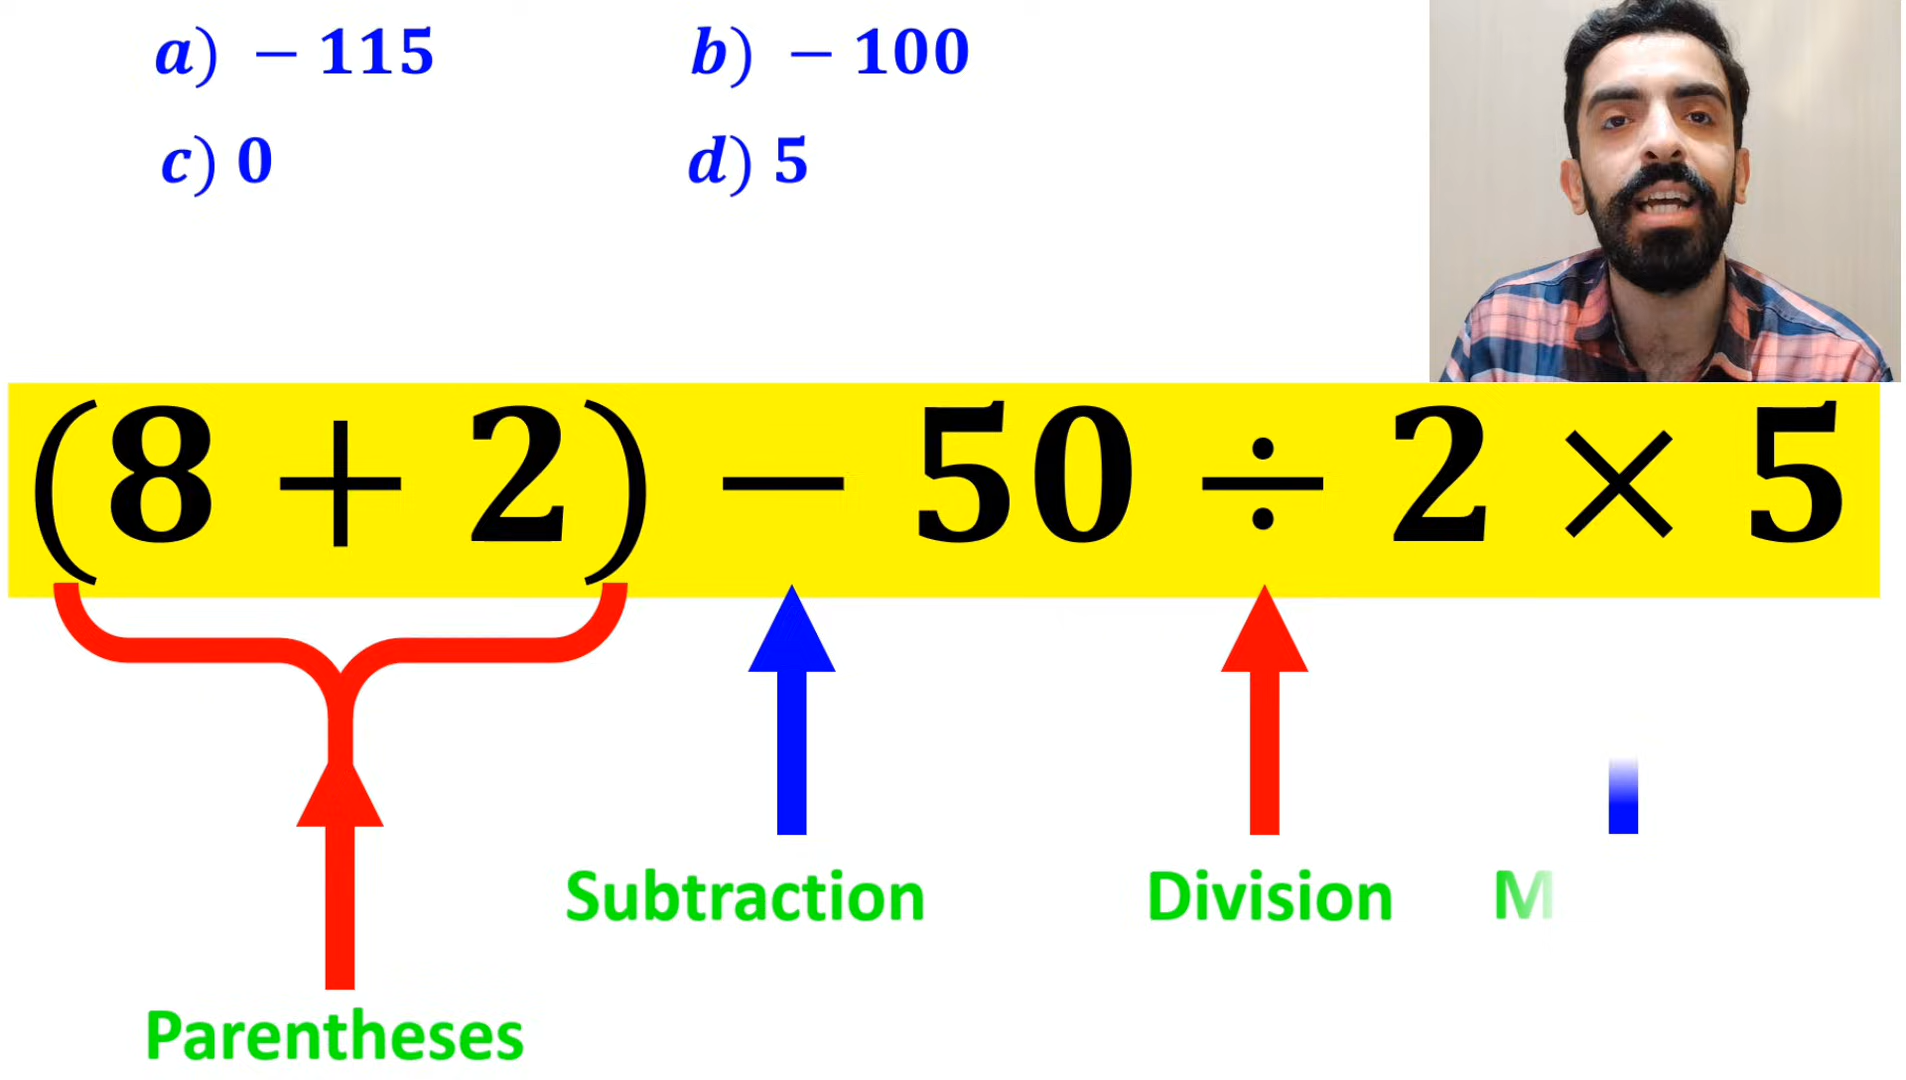 a) − 115 b) − 100
c) 0 d) 5
(8 + 2) − 50 ÷ 2 × 5
Subtraction Division M
Parentheses